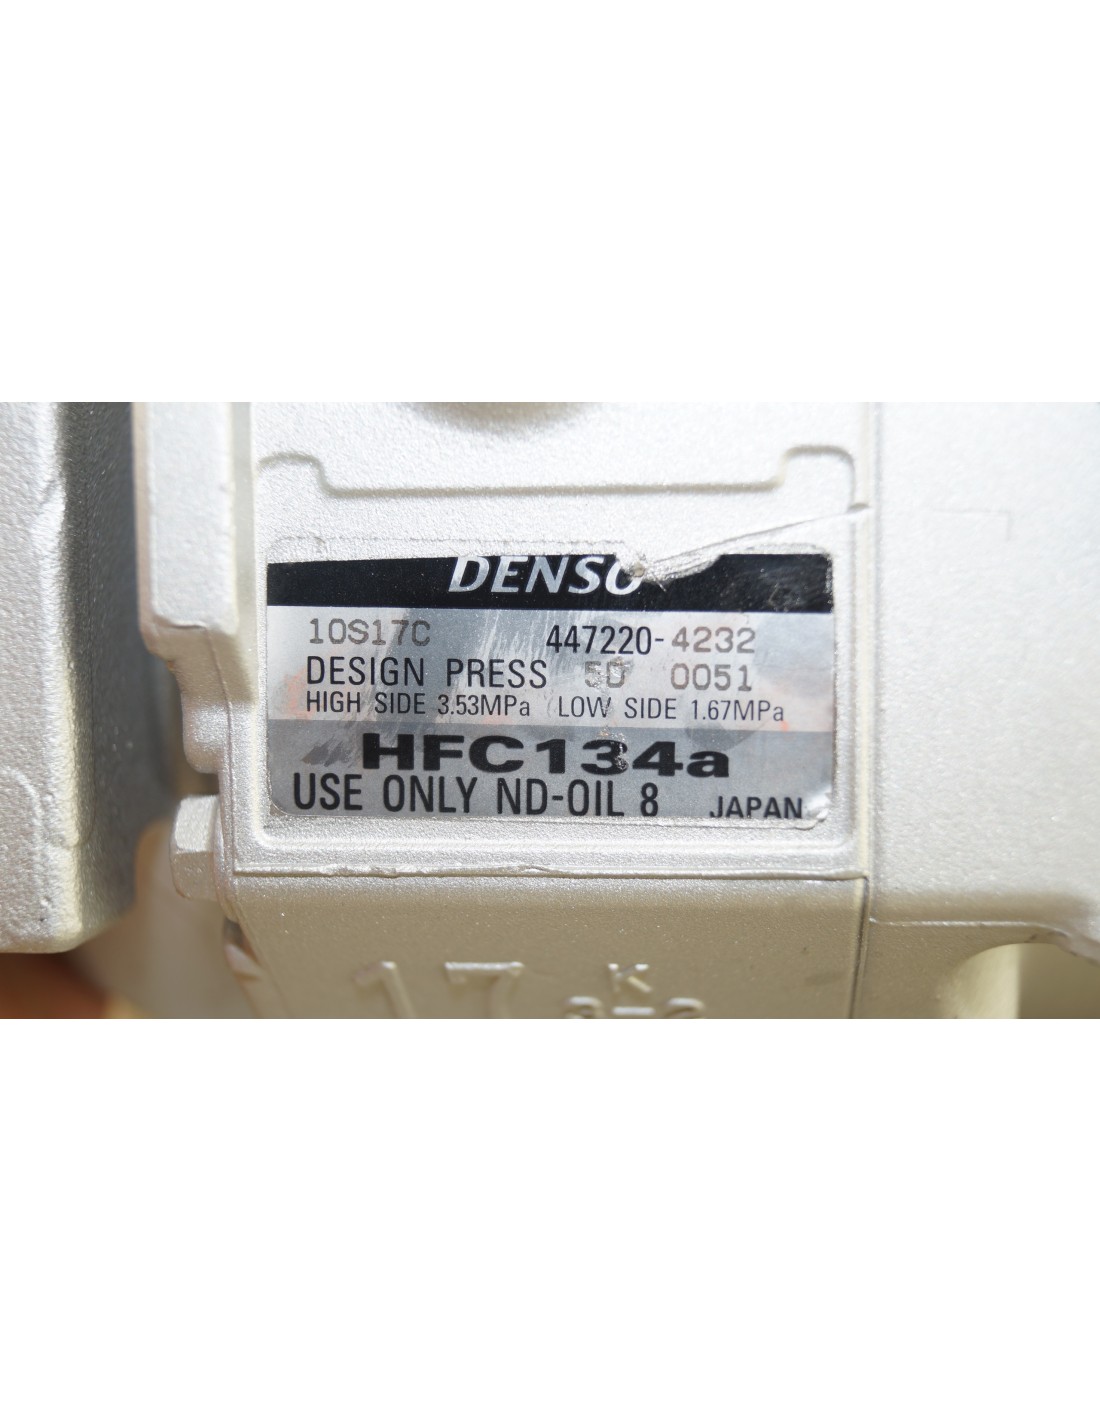 DENSO
10S17C 447220-4232
DESIGN PRESS 5D 0051
HIGH SIDE 3.53MPa LOW SIDE 1.67MPa
HFC134a
USE ONLY ND-OIL 8 JAPAN
17 K